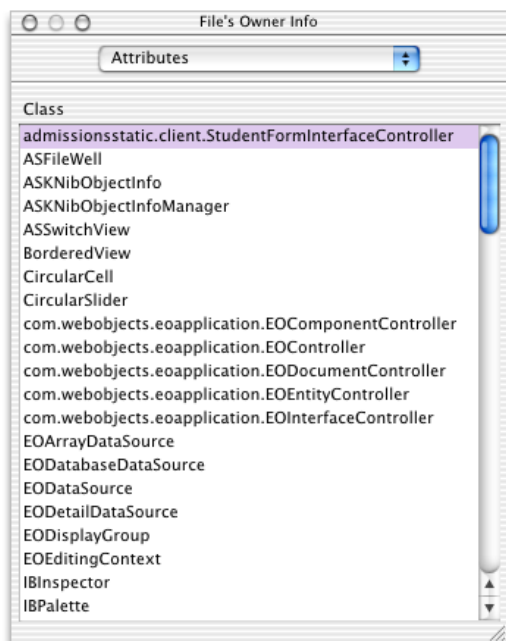 File's Owner Info
Attributes
Class
admissionsstatic.client.StudentFormInterfaceController
ASFileWell
ASKNibObjectInfo
ASKNibObjectInfoManager
ASSwitchView
BorderedView
CircularCell
CircularSlider
com.webobjects.eoapplication.EOComponentController
com.webobjects.eoapplication.EOController
com.webobjects.eoapplication.EODocumentController
com.webobjects.eoapplication.EOEntityController
com.webobjects.eoapplication.EOInterfaceController
EOArrayDataSource
EODatabaseDataSource
EODataSource
EODetailDataSource
EODisplayGroup
EOEditingContext
IBInspector
IBPalette